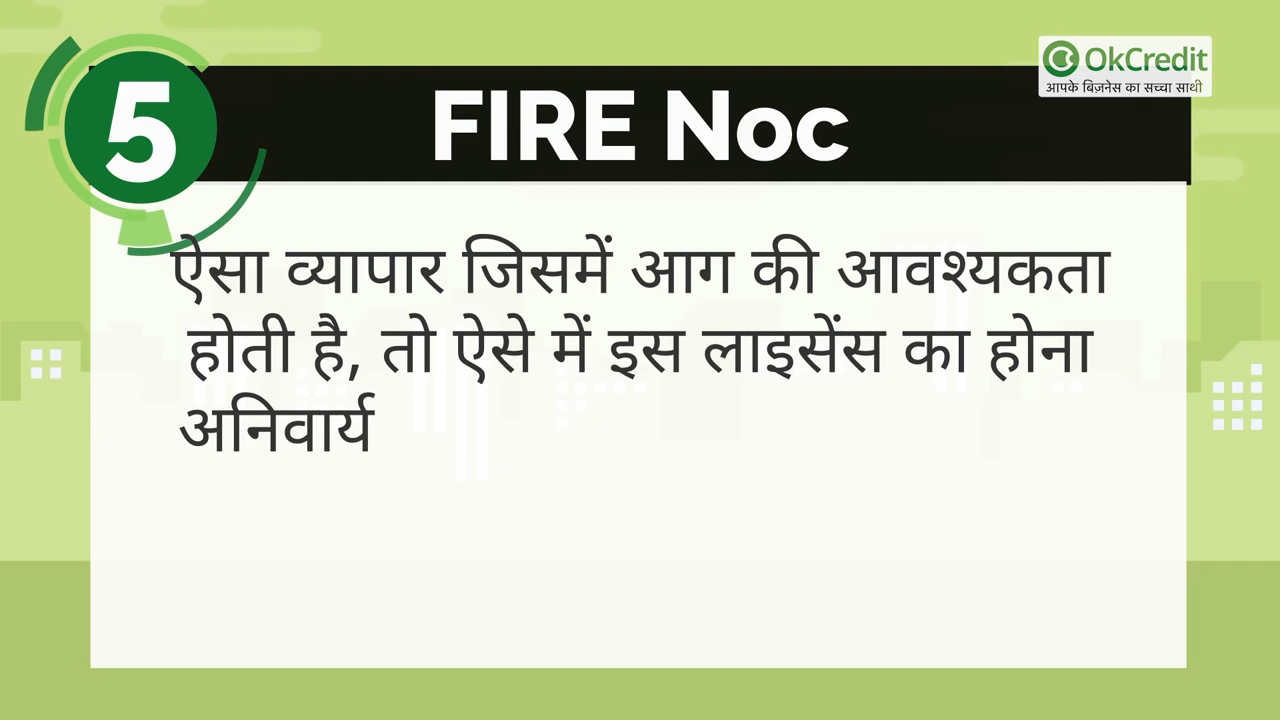 5
FIRE Noc
OkCredit
आपके बिज़नेस का सच्चा साथी
ऐसा व्यापार जिसमें आग की आवश्यकता
होती है, तो ऐसे में इस लाइसेंस का होना
अनिवार्य